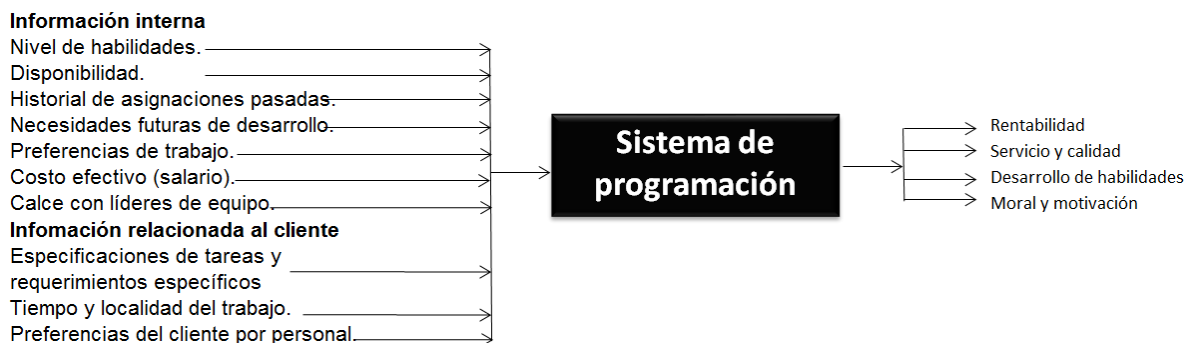 Información interna
Nivel de habilidades.
Disponibilidad.
Historial de asignaciones pasadas.
Necesidades futuras de desarrollo.
Preferencias de trabajo.
Costo efectivo (salario).
Calce con líderes de equipo.
Infomación relacionada al cliente
Especificaciones de tareas y
requerimientos específicos
Tiempo y localidad del trabajo.
Preferencias del cliente por personal.
Sistema de
programación
Rentabilidad
Servicio y calidad
Desarrollo de habilidades
Moral y motivación